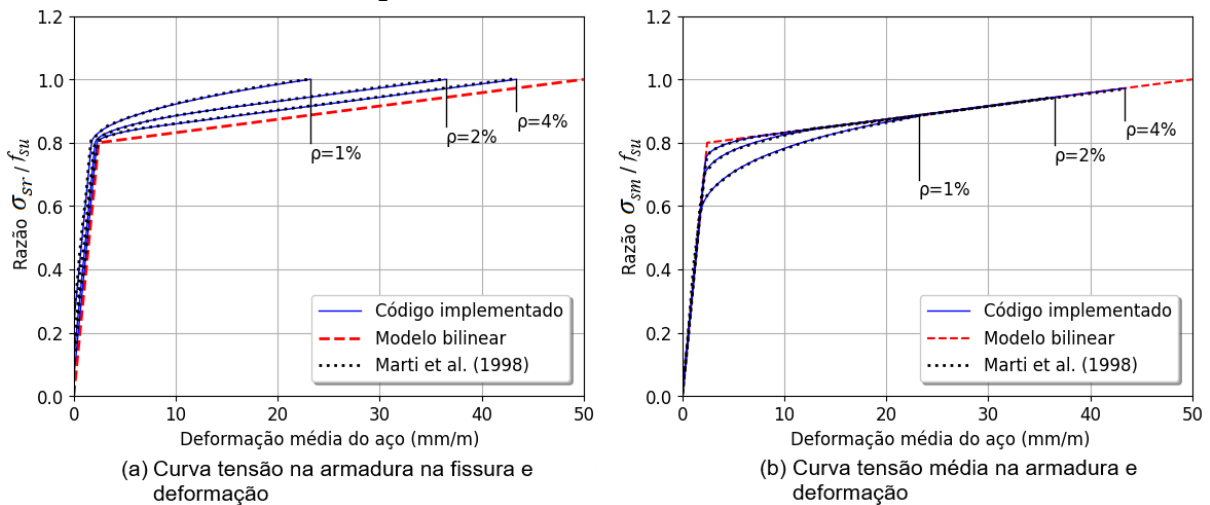 1.2
1.0
0.8
0.6
0.4
0.2
0.0
Razão σsr / fsu
ρ=1%
ρ=2%
ρ=4%
Código implementado
Modelo bilinear
Marti et al. (1998)
0 10 20 30 40 50
Deformação média do aço (mm/m)
(a) Curva tensão na armadura na fissura e
deformação
1.2
1.0
0.8
0.6
0.4
0.2
0.0
Razão σsm / fsu
ρ=1%
ρ=2%
ρ=4%
Código implementado
Modelo bilinear
Marti et al. (1998)
0 10 20 30 40 50
Deformação média do aço (mm/m)
(b) Curva tensão média na armadura e
deformação